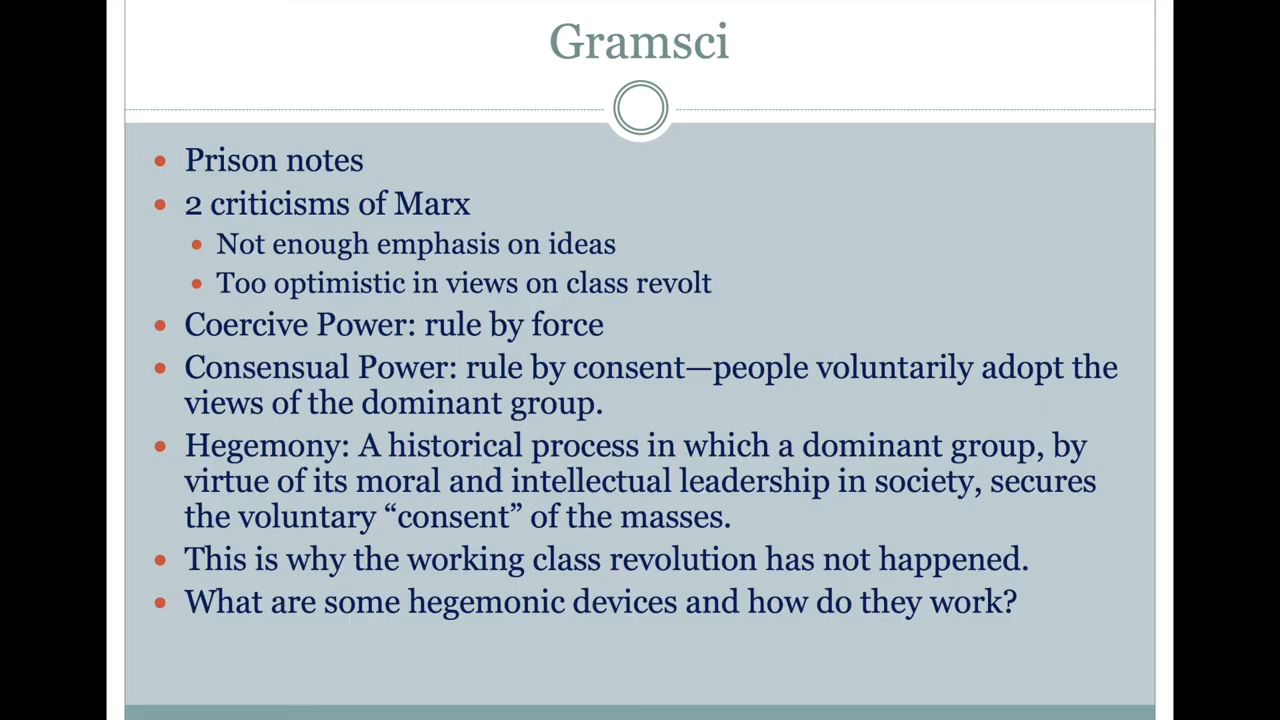 Gramsci
Prison notes
2 criticisms of Marx
Not enough emphasis on ideas
Too optimistic in views on class revolt
Coercive Power: rule by force
Consensual Power: rule by consent—people voluntarily adopt the
views of the dominant group.
Hegemony: A historical process in which a dominant group, by
virtue of its moral and intellectual leadership in society, secures
the voluntary “consent” of the masses.
This is why the working class revolution has not happened.
What are some hegemonic devices and how do they work?